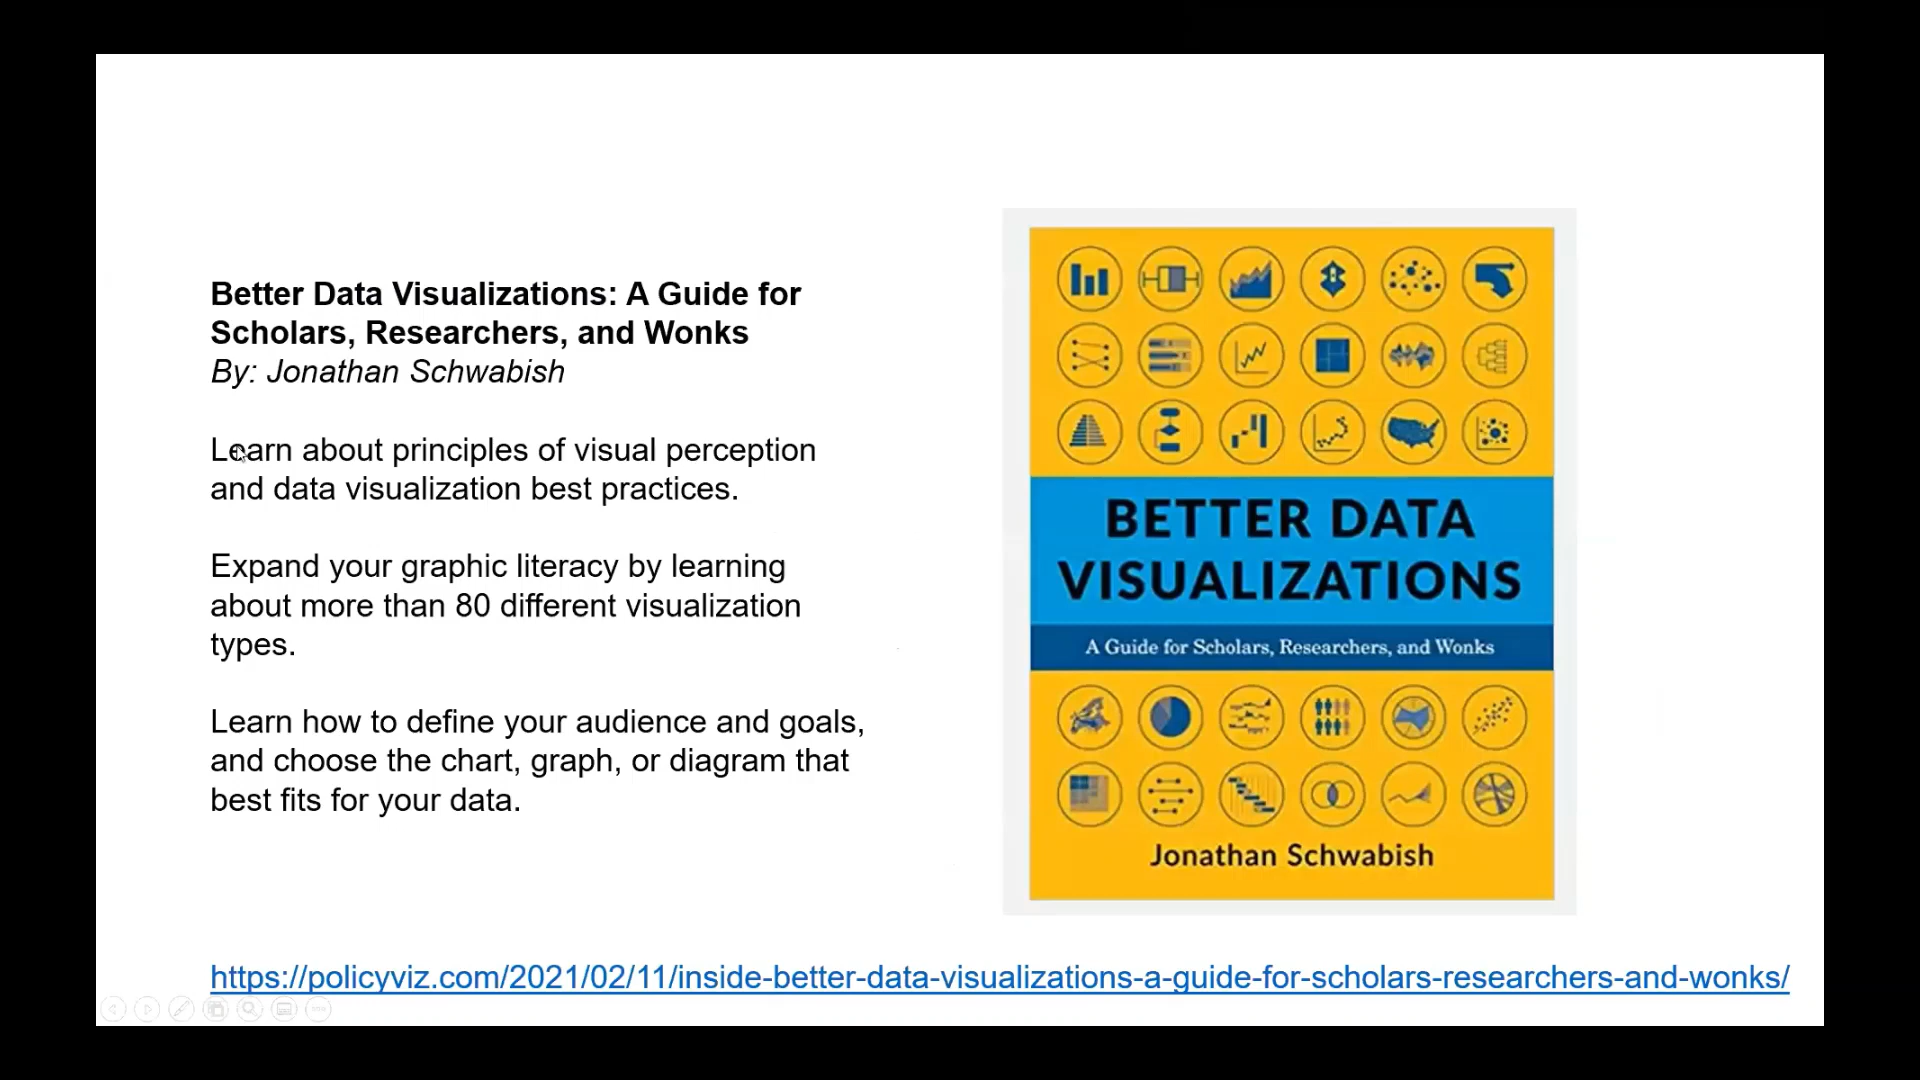 Better Data Visualizations: A Guide for
Scholars, Researchers, and Wonks
By: Jonathan Schwabish
Learn about principles of visual perception
and data visualization best practices.
Expand your graphic literacy by learning
about more than 80 different visualization
types.
Learn how to define your audience and goals,
and choose the chart, graph, or diagram that
best fits for your data.
BETTER DATA
VISUALIZATIONS
A Guide for Scholars, Researchers, and Wonks
Jonathan Schwabish
https://policyviz.com/2021/02/11/inside-better-data-visualizations-a-guide-for-scholars-researchers-and-wonks/